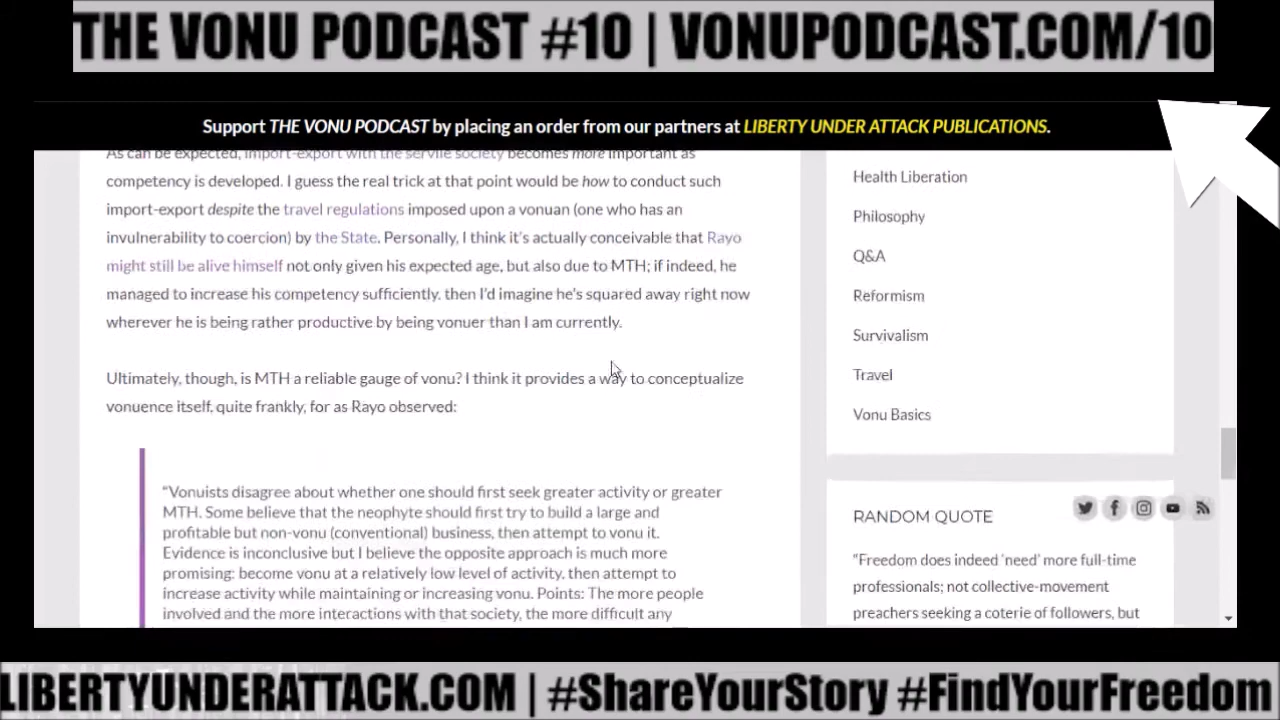 THE VONU PODCAST #10 | VONUPODCAST.COM/10
Support THE VONU PODCAST by placing an order from our partners at LIBERTY UNDER ATTACK PUBLICATIONS.
As can be expected, import-export with the servile society becomes more important as
competency is developed. I guess the real trick at that point would be how to conduct such
import-export despite the travel regulations imposed upon a vonuan (one who has an
invulnerability to coercion) by the State. Personally, I think it's actually conceivable that Rayo
might still be alive himself not only given his expected age, but also due to MTH; if indeed, he
managed to increase his competency sufficiently. then I'd imagine he's squared away right now
wherever he is being rather productive by being vonuer than I am currently.
Ultimately, though, is MTH a reliable gauge of vonu? I think it provides a way to conceptualize
vonuence itself, quite frankly, for as Rayo observed:
"Vonuists disagree about whether one should first seek greater activity or greater
MTH. Some believe that the neophyte should first try to build a large and
profitable but non-vonu (conventional) business, then attempt to vonu it.
Evidence is inconclusive but I believe the opposite approach is much more
promising: become vonu at a relatively low level of activity. then attempt to
increase activity while maintaining or increasing vonu. Points: The more people
involved and the more interactions with that society, the more difficult any
Health Liberation
Philosophy
Q&A
Reformism
Survivalism
Travel
Vonu Basics
RANDOM QUOTE
"Freedom does indeed 'need' more full-time
professionals; not collective-movement
preachers seeking a coterie of followers, but
LIBERTYUNDERATTACK.COM | #ShareYourStory #FindYourFreedom